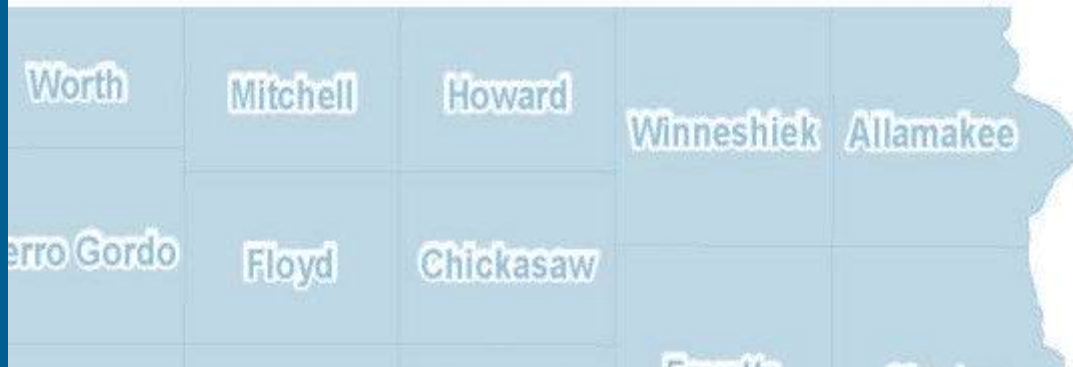 Worth
Mitchell
Howard
Winneshiek
Allamakee
erro Gordo
Floyd
Chickasaw